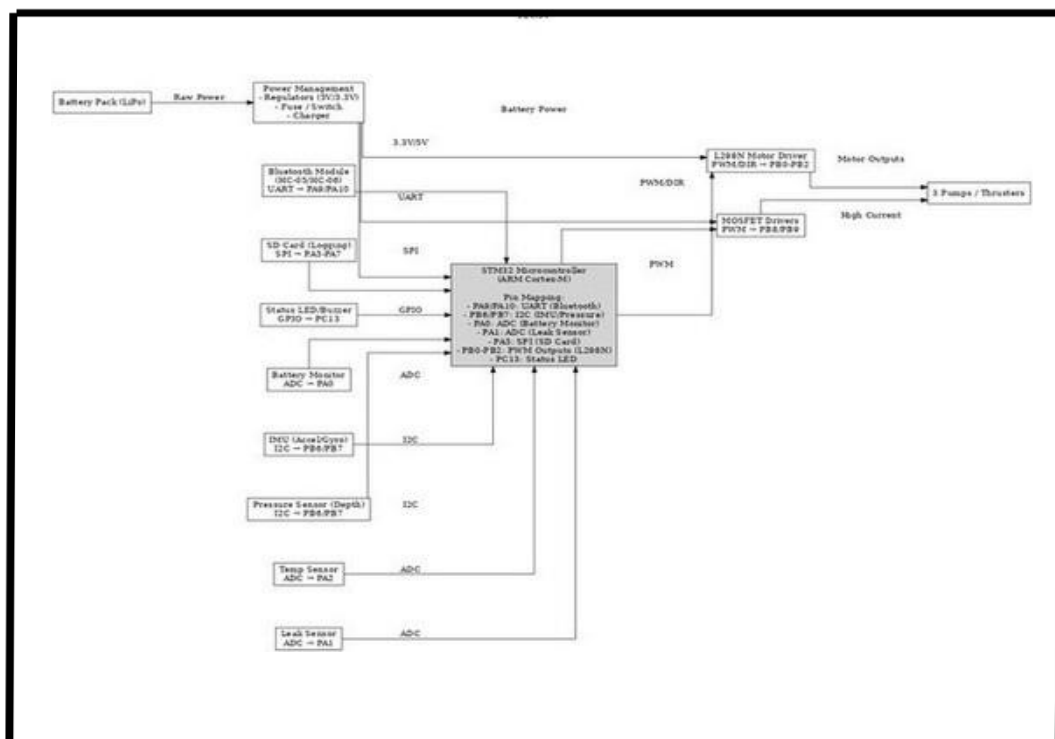 Battery Pack (LiPo)
Raw Power
Power Management
- Regulators (5V/3.3V)
- Fuse / Switch
- Charger
Battery Power
3.3V/5V
L298N Motor Driver
PWM/DIR → PB0-PB2
Motor Outputs
Bluetooth Module
(HC-05/HC-06)
UART → PA9/PA10
UART
PWM/DIR
3 Pumps / Thrusters
MOSFET Drivers
PWM → PB8/PB9
High Current
SD Card (Logging)
SPI → PA5-PA7
SPI
PWM
STM32 Microcontroller
(ARM Cortex-M)
Pin Mapping:
- PA9/PA10: UART (Bluetooth)
- PB6/PB7: I2C (IMU/Pressure)
- PA0: ADC (Battery Monitor)
- PA1: ADC (Leak Sensor)
- PA5: SPI (SD Card)
- PB0-PB2: PWM Outputs (L298N)
- PC13: Status LED
Status LED/Buzzer
GPIO → PC13
GPIO
Battery Monitor
ADC → PA0
ADC
IMU (Accel/Gyro)
I2C → PB6/PB7
I2C
Pressure Sensor (Depth)
I2C → PB6/PB7
I2C
Temp Sensor
ADC → PA2
ADC
Leak Sensor
ADC → PA1
ADC